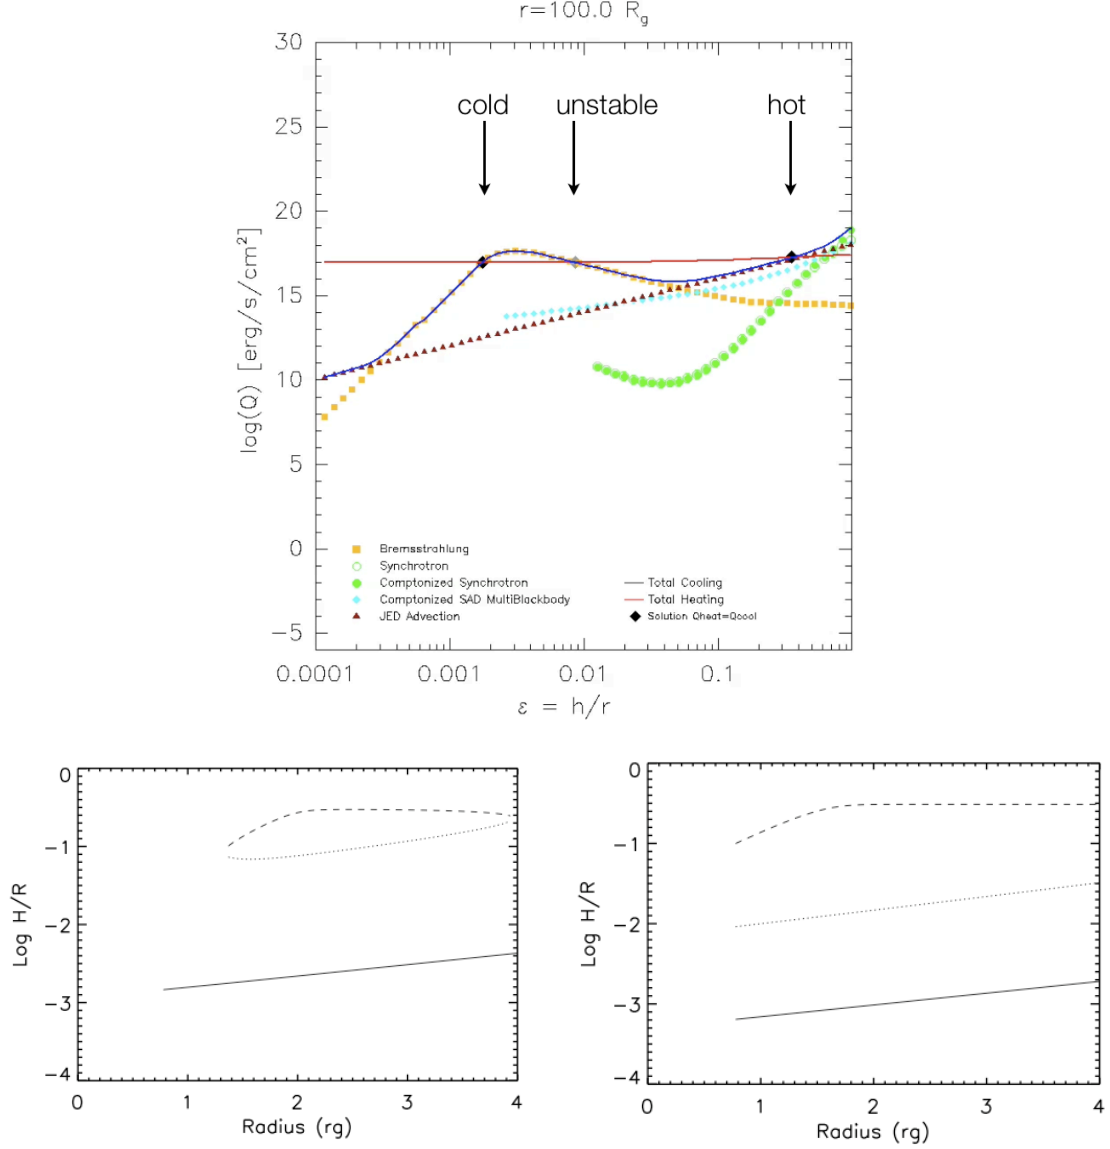 r=100.0 Rg
30
25
20
15
10
5
0
−5
log(Q) [erg/s/cm²]
cold
unstable
hot
Bremsstrahlung
Synchrotron
Comptonized Synchrotron
Comptonized SAD MultiBlackbody
JED Advection
Total Cooling
Total Heating
Solution Qheat=Qcool
0.0001 0.001 0.01 0.1
ε = h/r
0
−1
−2
−3
−4
Log H/R
0 1 2 3 4
Radius (rg)
0
−1
−2
−3
−4
Log H/R
0 1 2 3 4
Radius (rg)